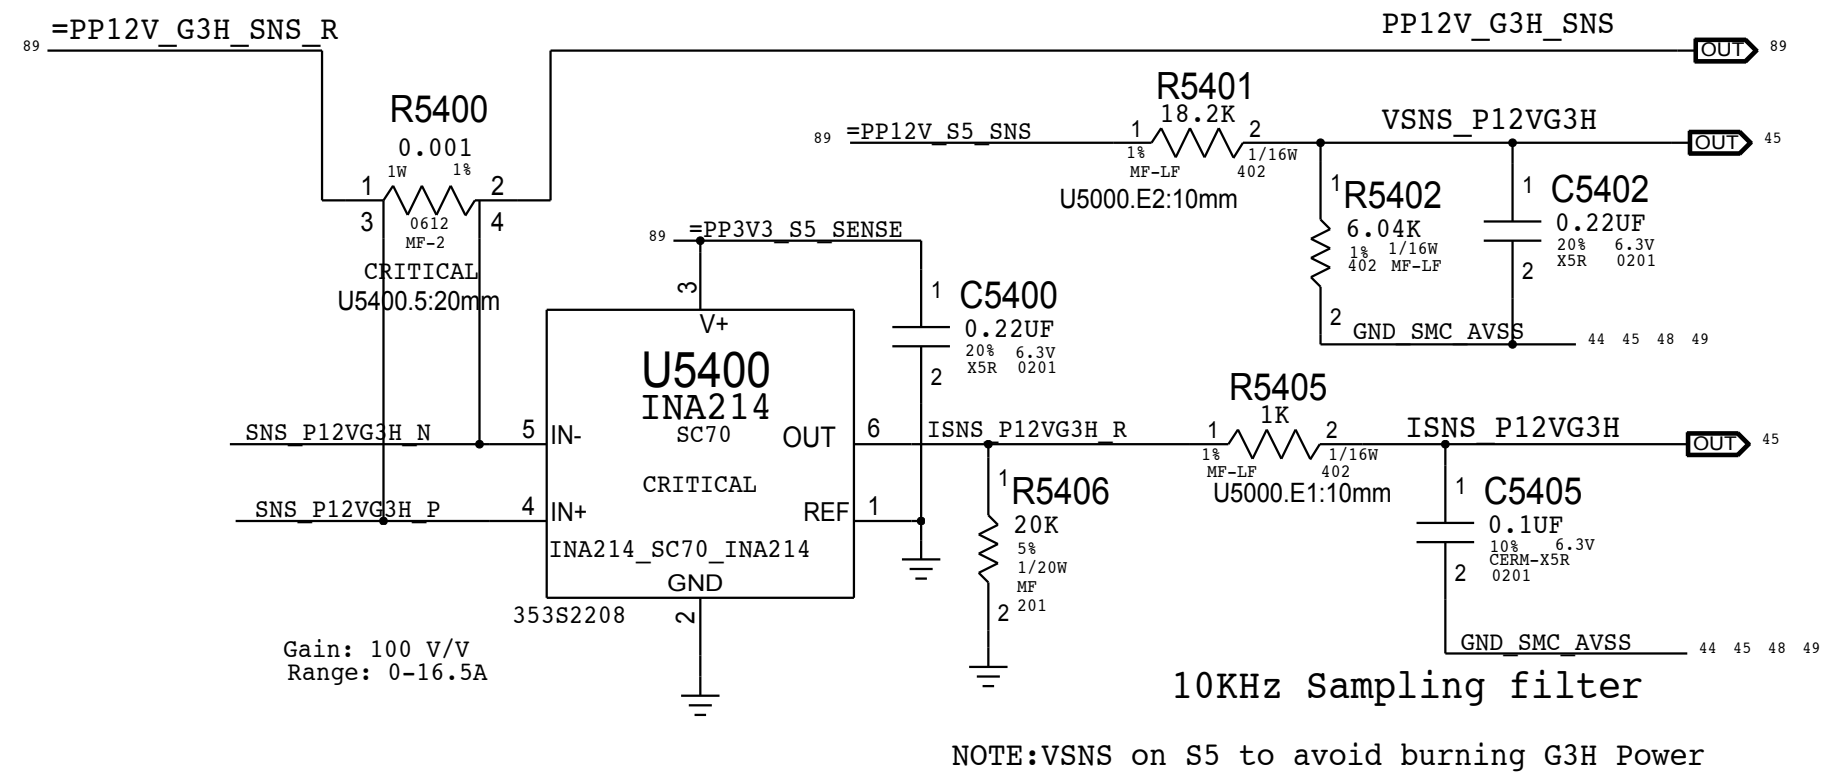 =PP12V_G3H_SNS_R
89
PP12V_G3H_SNS
OUT 89
R5400
0.001
1W 1%
1 2
3 4
0612
MF-2
CRITICAL
U5400.5:20mm
R5401
18.2K
89 =PP12V_S5_SNS
1 2
1% 1/16W
MF-LF 402
U5000.E2:10mm
VSNS_P12VG3H
OUT 45
1 R5402
6.04K
1% 1/16W
402 MF-LF
2
1 C5402
0.22UF
20% 6.3V
X5R 0201
2
GND_SMC_AVSS 44 45 48 49
89 =PP3V3_S5_SENSE
3
V+
1 C5400
0.22UF
20% 6.3V
X5R 0201
2
U5400
INA214
SC70
CRITICAL
SNS_P12VG3H_N 5 IN-
SNS_P12VG3H_P 4 IN+
OUT 6
REF 1
INA214_SC70_INA214
GND
353S2208 2
ISNS_P12VG3H_R
1 R5406
20K
5%
1/20W
MF
201
2
R5405
1K
1 2
1% 1/16W
MF-LF 402
U5000.E1:10mm
ISNS_P12VG3H
OUT 45
1 C5405
0.1UF
10% 6.3V
CERM-X5R
0201
2
GND_SMC_AVSS 44 45 48 49
Gain: 100 V/V
Range: 0-16.5A
10KHz Sampling filter
NOTE:VSNS on S5 to avoid burning G3H Power